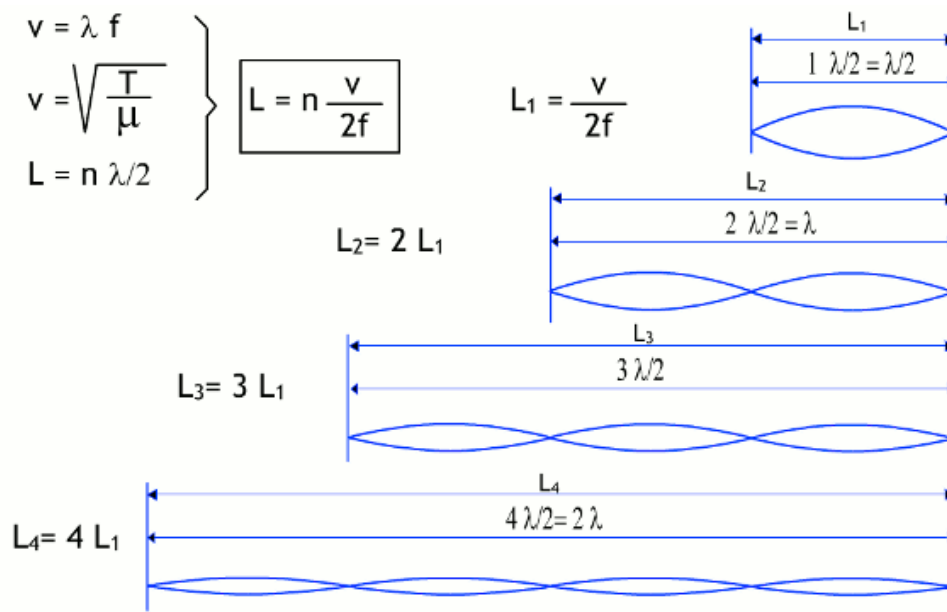 v = λ f
v = √(T/μ)
L = n λ/2
L = n v/2f
L₁ = v/2f
L₁
1 λ/2 = λ/2
L₂
2 λ/2 = λ
L₂= 2 L₁
L₃
3 λ/2
L₃= 3 L₁
L₄
4 λ/2= 2 λ
L₄= 4 L₁